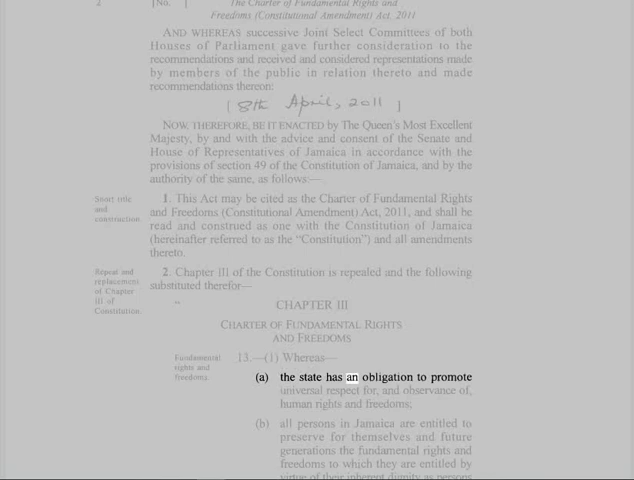 2 [No. ] The Charter of Fundamental Rights and
Freedoms (Constitutional Amendment) Act, 2011
AND WHEREAS successive Joint Select Committees of both
Houses of Parliament gave further consideration to the
recommendations and received and considered representations made
by members of the public in relation thereto and made
recommendations thereon:
[ 8th April, 2011 ]
NOW, THEREFORE, BE IT ENACTED by The Queen's Most Excellent
Majesty, by and with the advice and consent of the Senate and
House of Representatives of Jamaica in accordance with the
provisions of section 49 of the Constitution of Jamaica, and by the
authority of the same, as follows:—
Short title
and
construction.
1. This Act may be cited as the Charter of Fundamental Rights
and Freedoms (Constitutional Amendment) Act, 2011, and shall be
read and construed as one with the Constitution of Jamaica
(hereinafter referred to as the “Constitution”) and all amendments
thereto.
Repeal and
replacement
of Chapter
III of
Constitution.
2. Chapter III of the Constitution is repealed and the following
substituted therefor—
“ CHAPTER III
CHARTER OF FUNDAMENTAL RIGHTS
AND FREEDOMS
Fundamental
rights and
freedoms.
13.—(1) Whereas—
(a) the state has an obligation to promote
universal respect for, and observance of,
human rights and freedoms;
(b) all persons in Jamaica are entitled to
preserve for themselves and future
generations the fundamental rights and
freedoms to which they are entitled by
virtue of their inherent dignity as persons